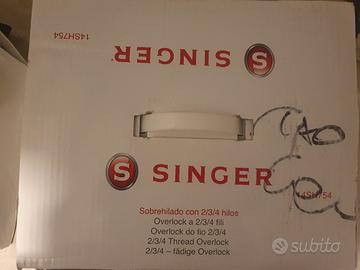 14SH754
S SINGER
S SINGER
14SH754
Sobrehilado con 2/3/4 hilos
Overlock a 2/3/4 fili
Overlock do fio 2/3/4
2/3/4 Thread Overlock
2/3/4 – fädige Overlock
subito